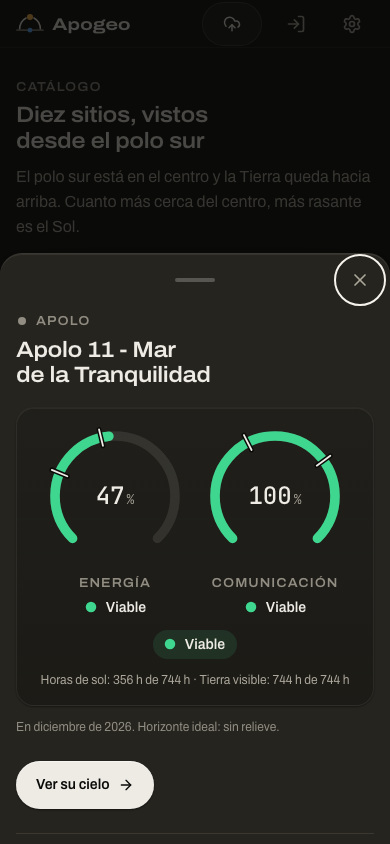 Apogeo
CATÁLOGO
Diez sitios, vistos
desde el polo sur
El polo sur está en el centro y la Tierra queda hacia
arriba. Cuanto más cerca del centro, más rasante
es el Sol.
APOLO
Apolo 11 - Mar
de la Tranquilidad
47%
100%
ENERGÍA
COMUNICACIÓN
Viable
Viable
Viable
Horas de sol: 356 h de 744 h · Tierra visible: 744 h de 744 h
En diciembre de 2026. Horizonte ideal: sin relieve.
Ver su cielo